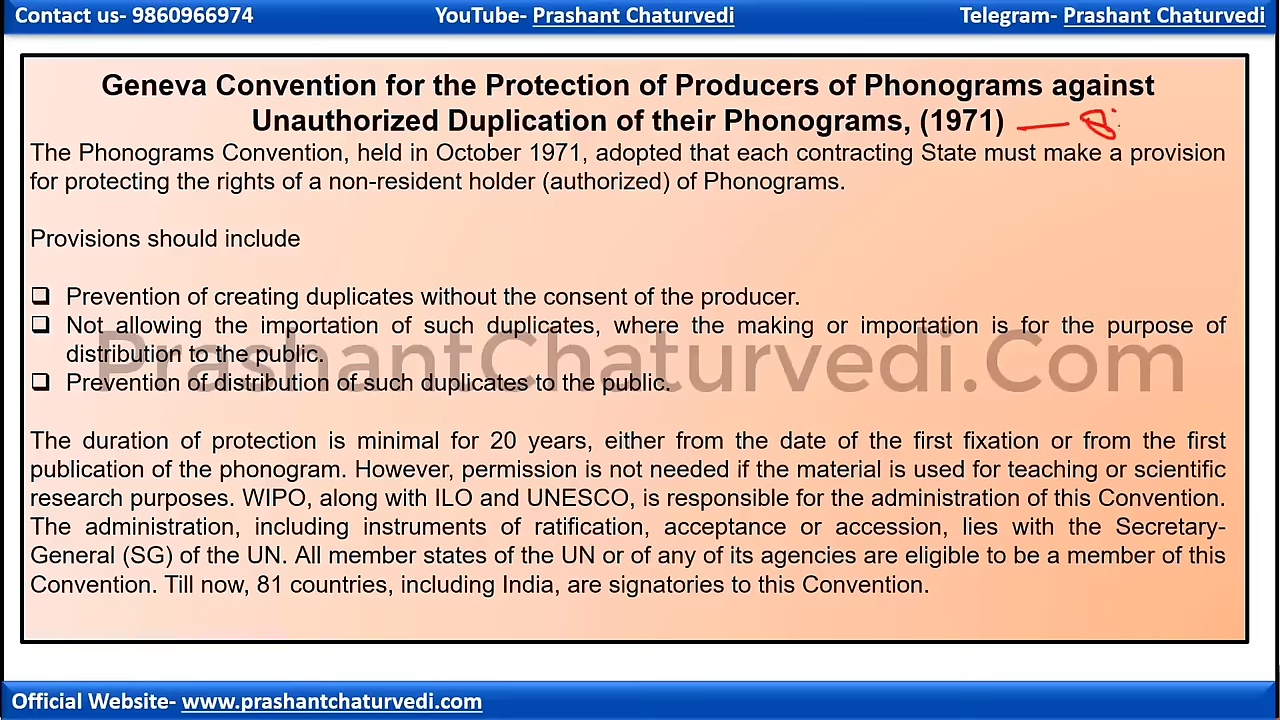 Contact us- 9860966974 YouTube- Prashant Chaturvedi Telegram- Prashant Chaturvedi
Geneva Convention for the Protection of Producers of Phonograms against
Unauthorized Duplication of their Phonograms, (1971) — 8
The Phonograms Convention, held in October 1971, adopted that each contracting State must make a provision
for protecting the rights of a non-resident holder (authorized) of Phonograms.
Provisions should include
❑ Prevention of creating duplicates without the consent of the producer.
❑ Not allowing the importation of such duplicates, where the making or importation is for the purpose of
distribution to the public.
PrashantChaturvedi.Com
❑ Prevention of distribution of such duplicates to the public.
The duration of protection is minimal for 20 years, either from the date of the first fixation or from the first
publication of the phonogram. However, permission is not needed if the material is used for teaching or scientific
research purposes. WIPO, along with ILO and UNESCO, is responsible for the administration of this Convention.
The administration, including instruments of ratification, acceptance or accession, lies with the Secretary-
General (SG) of the UN. All member states of the UN or of any of its agencies are eligible to be a member of this
Convention. Till now, 81 countries, including India, are signatories to this Convention.
Official Website- www.prashantchaturvedi.com